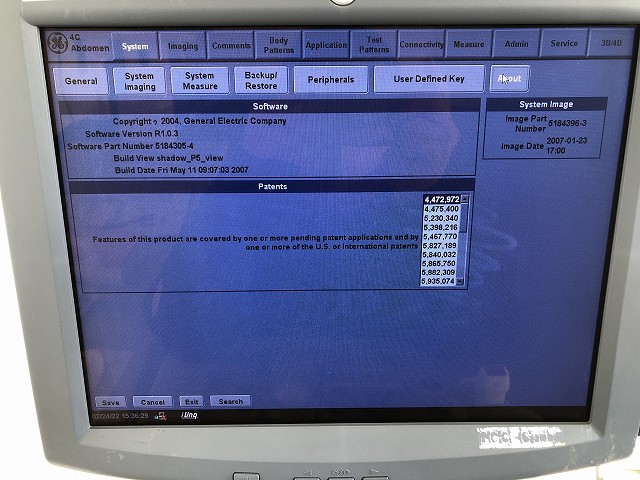 4C
Abdomen
System
Imaging
Comments
Body
Patterns
Application
Test
Patterns
Connectivity
Measure
Admin
Service
3D/4D
General
System
Imaging
System
Measure
Backup/
Restore
Peripherals
User Defined Key
About
Software
Copyright ? 2004, General Electric Company
Software Version R1.0.3
Software Part Number 5184305-4
Build View shadow_P5_view
Build Date Fri May 11 09:07:03 2007
System Image
Image Part
Number 5184396-3
Image Date 2007-01-23
17:00
Patents
Features of this product are covered by one or more pending patent applications and by
one or more of the U.S. or international patents
4,472,972
4,475,400
5,230,340
5,398,216
5,467,770
5,827,189
5,840,032
5,865,750
5,882,309
5,935,074
Save
Cancel
Exit
Search
02/24/22 15:36:29
iLinq